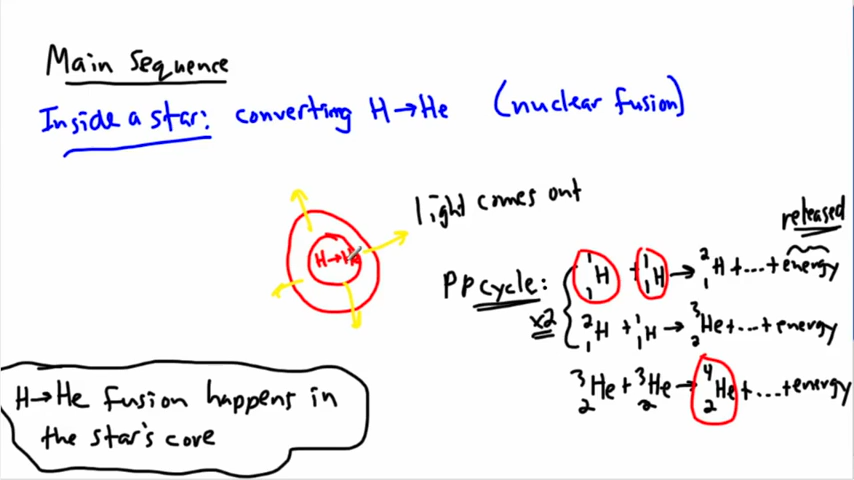 Main Sequence
Inside a star: converting H→He (nuclear fusion)
light comes out
H→He
released
PP cycle: ¹₁H + ¹₁H → ²₁H + ... + energy
x2
²₁H + ¹₁H → ³₂He + ... + energy
³₂He + ³₂He → ⁴₂He + ... + energy
H→He fusion happens in
the star's core